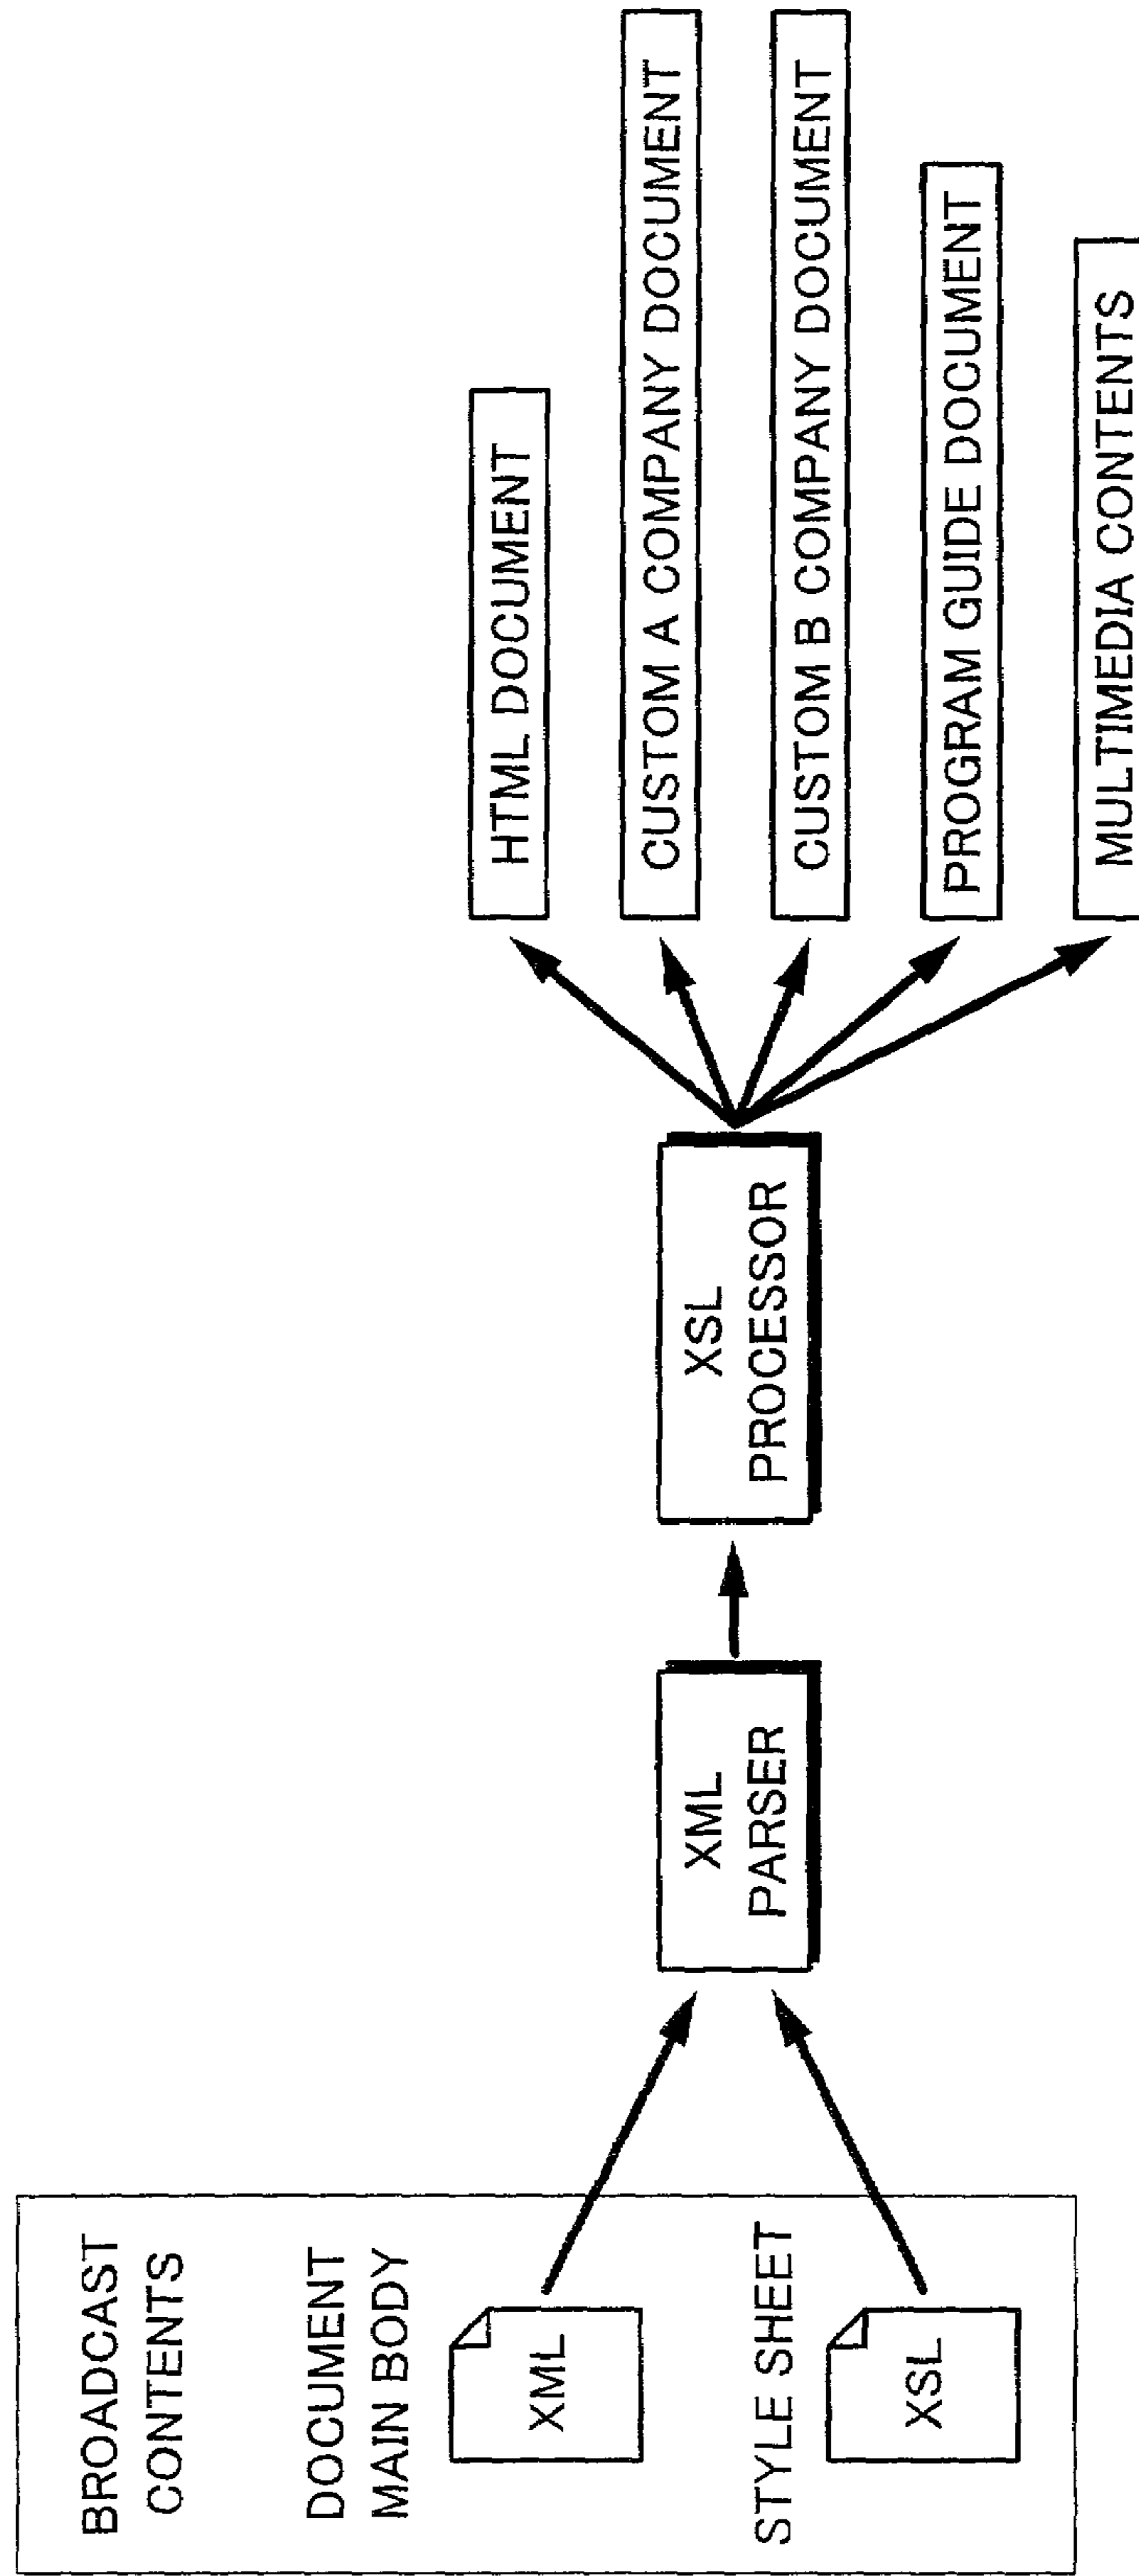 BROADCAST
CONTENTS
DOCUMENT
MAIN BODY
XML
STYLE SHEET
XSL
XML
PARSER
XSL
PROCESSOR
HTML DOCUMENT
CUSTOM A COMPANY DOCUMENT
CUSTOM B COMPANY DOCUMENT
PROGRAM GUIDE DOCUMENT
MULTIMEDIA CONTENTS